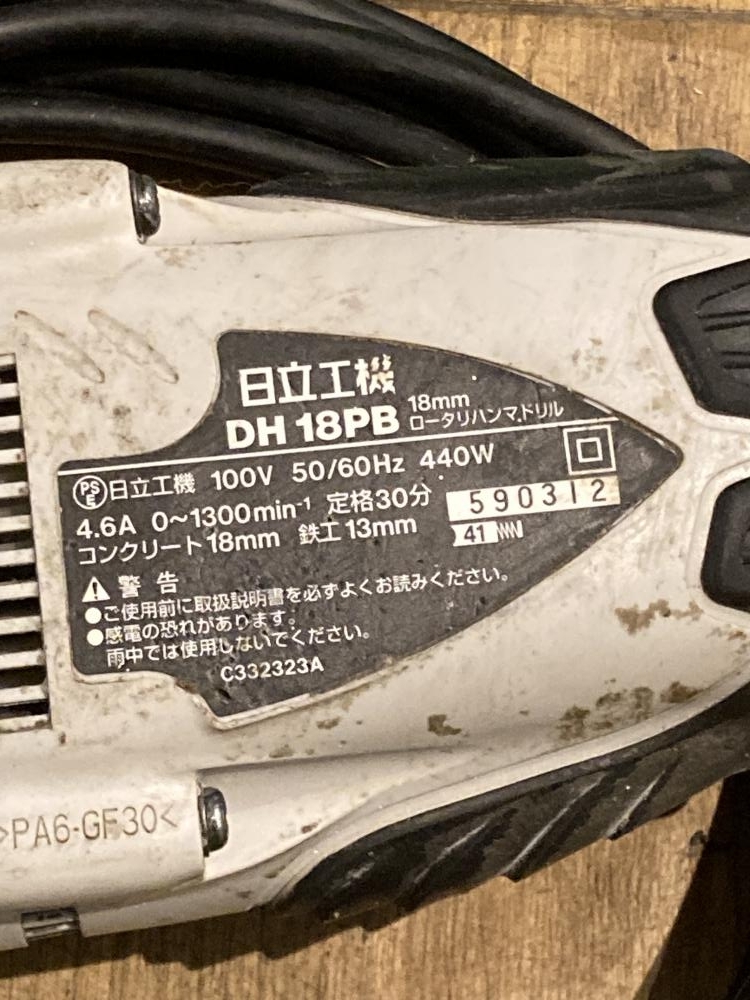 日立工機
DH 18PB
18mm
ロータリハンマ.ドリル
PS
E
日立工機 100V 50/60Hz 440W
4.6A 0～1300min⁻¹ 定格30分
590312
コンクリート18mm 鉄工13mm
41
警告
●ご使用前に取扱説明書を必ずよくお読みください。
●感電の恐れがあります。
雨中では使用しないでください。
C332323A
>PA6-GF30<